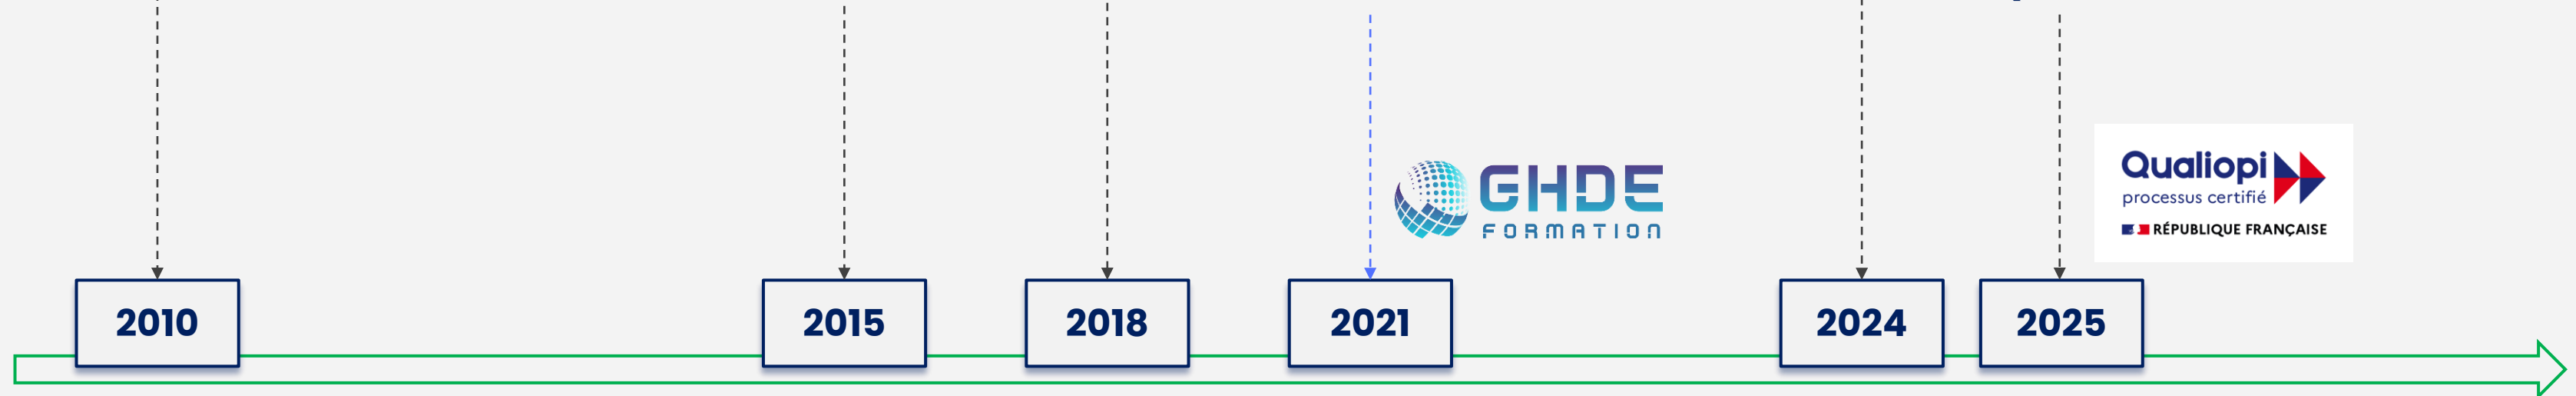 GHDE
FORMATION
Qualiopi
processus certifié
RÉPUBLIQUE FRANÇAISE
2010
2015
2018
2021
2024
2025